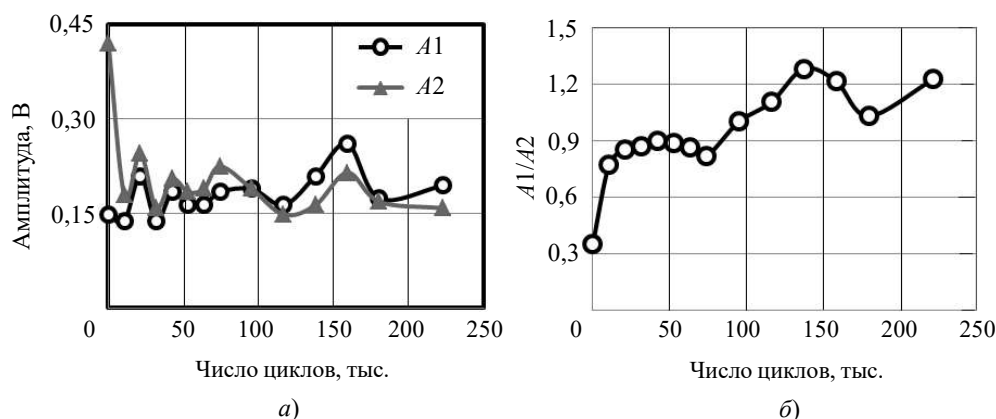 0,45
0,30
0,15
0
50
100
150
200
250
Амплитуда, В
Число циклов, тыс.
A1
A2
а)
1,5
1,2
0,9
0,6
0,3
0
50
100
150
200
250
A1/A2
Число циклов, тыс.
б)